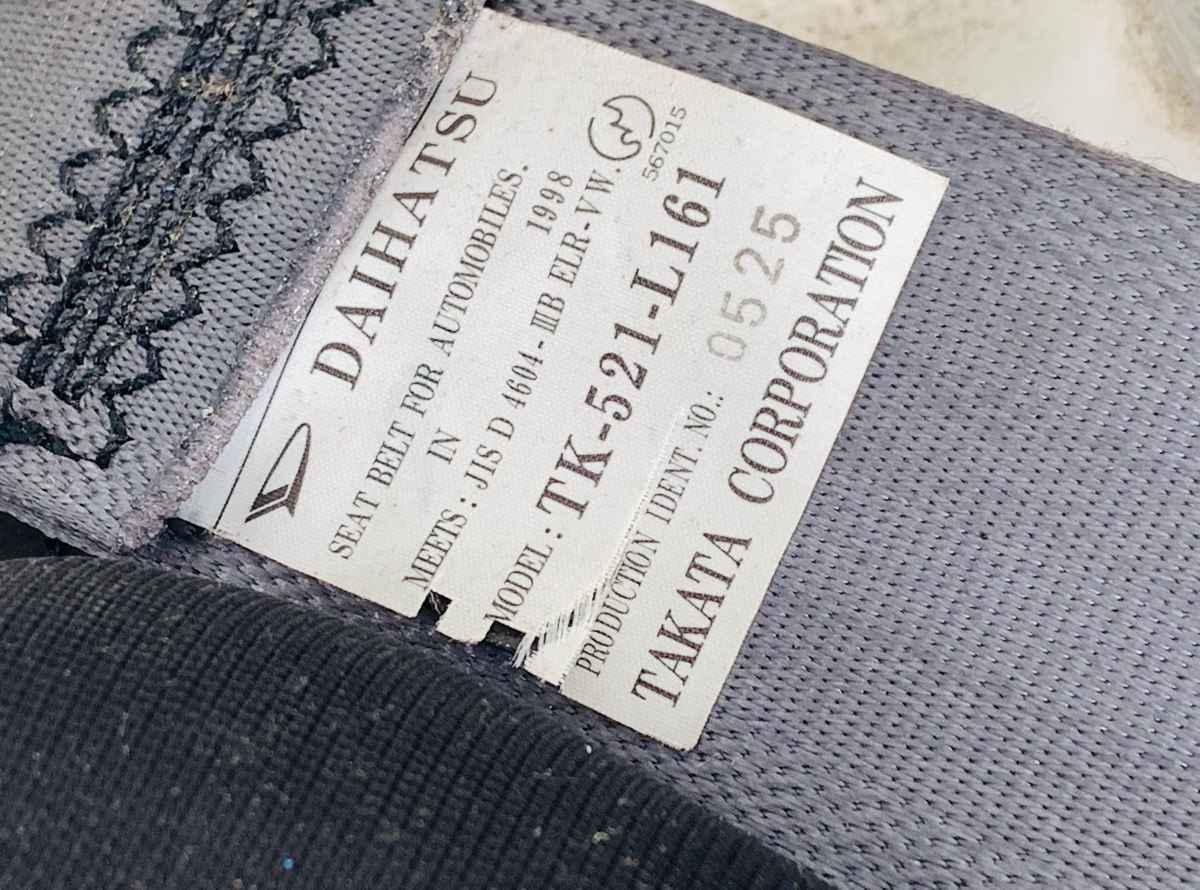 DAIHATSU
SEAT BELT FOR AUTOMOBILES.
IN 1998
MEETS : JIS D 4604-ⅢB ELR-VW.
567015
MODEL : TK-521-L161
PRODUCTION IDENT. NO.: 0525
TAKATA CORPORATION